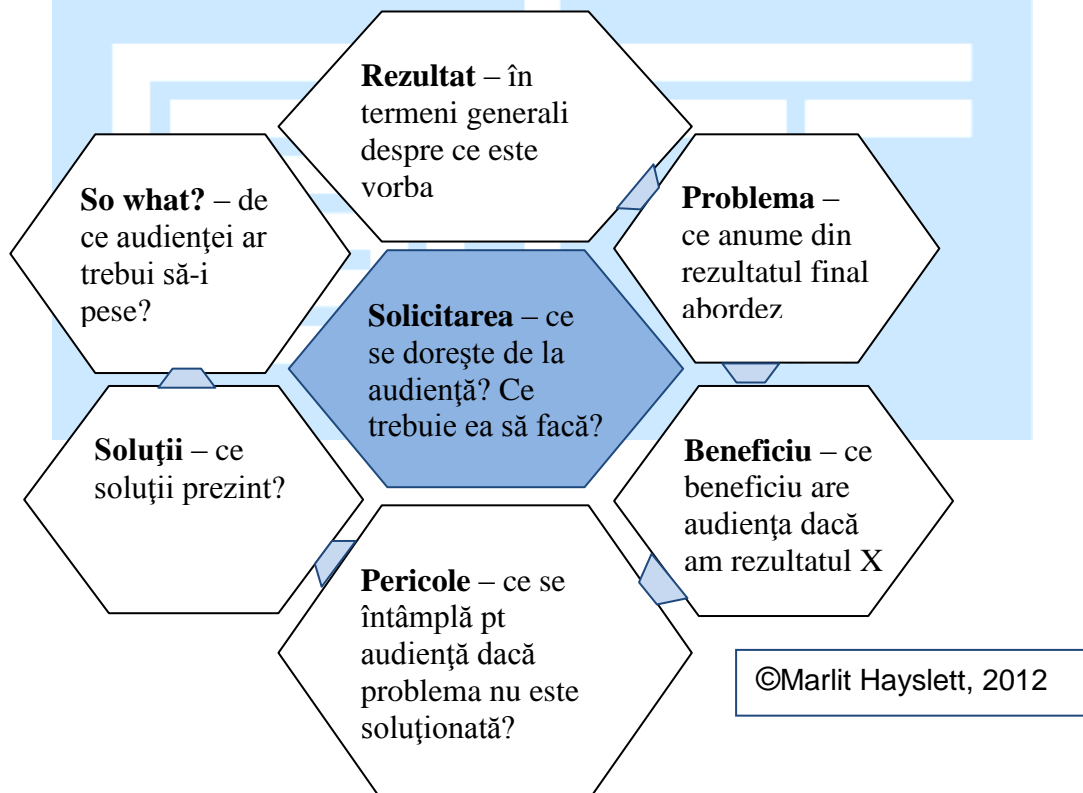 Rezultat – în
termeni generali
despre ce este
vorba
So what? – de
ce audienţei ar
trebui să-i
pese?
Problema –
ce anume din
rezultatul final
abordez
Solicitarea – ce
se doreşte de la
audienţă? Ce
trebuie ea să facă?
Soluţii – ce
soluţii prezint?
Beneficiu – ce
beneficiu are
audienţa dacă
am rezultatul X
Pericole – ce se
întâmplă pt
audienţă dacă
problema nu este
soluţionată?
©Marlit Hayslett, 2012